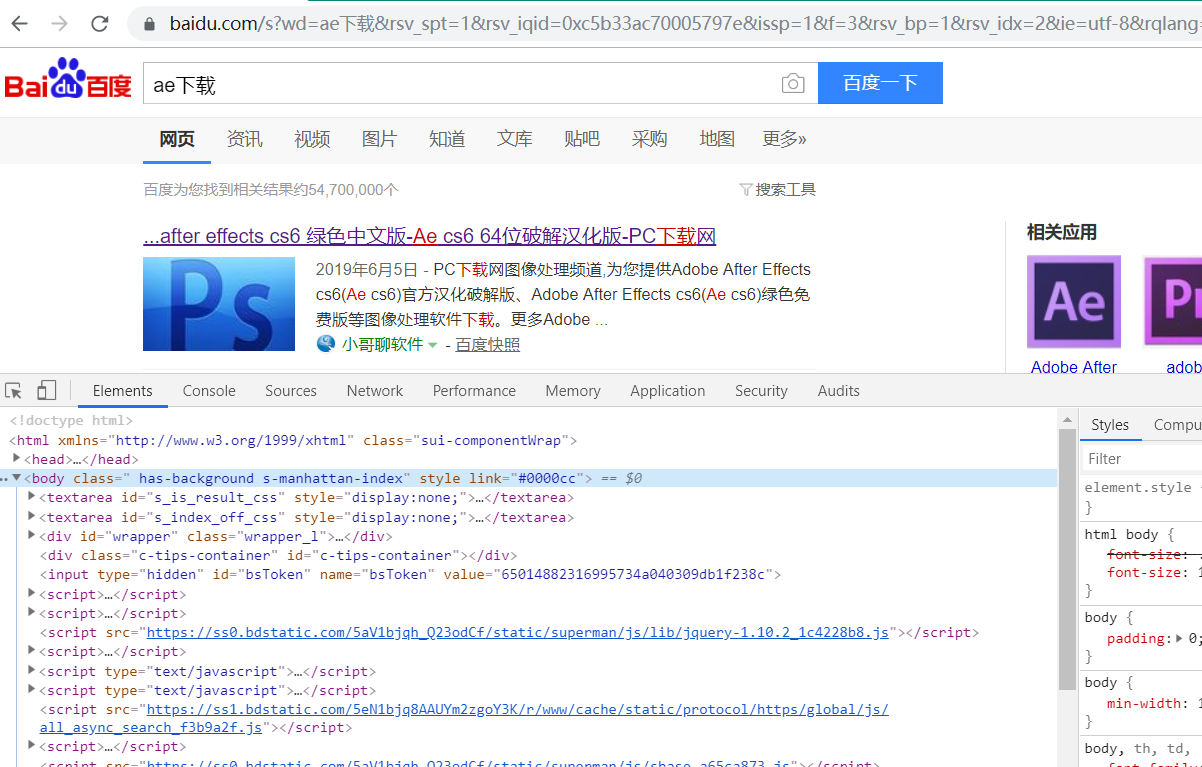 baidu.com/s?wd=ae下载&rsv_spt=1&rsv_iqid=0xc5b33ac70005797e&issp=1&f=3&rsv_bp=1&rsv_idx=2&ie=utf-8&rqlang=
Bai du 百度 ae下载 百度一下
网页 资讯 视频 图片 知道 文库 贴吧 采购 地图 更多»
百度为您找到相关结果约54,700,000个 搜索工具
...after effects cs6 绿色中文版-Ae cs6 64位破解汉化版-PC下载网
相关应用
Ps
2019年6月5日 - PC下载网图像处理频道,为您提供Adobe After Effects
cs6(Ae cs6)官方汉化破解版、Adobe After Effects cs6(Ae cs6)绿色免
费版等图像处理软件下载。更多Adobe ...
小哥聊软件 - 百度快照
Ae Pr
Adobe After adob
Elements Console Sources Network Performance Memory Application Security Audits
<!doctype html>
<html xmlns="http://www.w3.org/1999/xhtml" class="sui-componentWrap">
<head>…</head>
<body class=" has-background s-manhattan-index" style link="#0000cc"> == $0
<textarea id="s_is_result_css" style="display:none;">…</textarea>
<textarea id="s_index_off_css" style="display:none;">…</textarea>
<div id="wrapper" class="wrapper_l">…</div>
<div class="c-tips-container" id="c-tips-container"></div>
<input type="hidden" id="bsToken" name="bsToken" value="65014882316995734a040309db1f238c">
<script>…</script>
<script>…</script>
<script src="https://ss0.bdstatic.com/5aV1bjqh_Q23odCf/static/superman/js/lib/jquery-1.10.2_1c4228b8.js"></script>
<script>…</script>
<script type="text/javascript">…</script>
<script type="text/javascript">…</script>
<script src="https://ss1.bdstatic.com/5eN1bjq8AAUYm2zgoY3K/r/www/cache/static/protocol/https/global/js/
all_async_search_f3b9a2f.js"></script>
<script>…</script>
<script src="https://ss0.bdstatic.com/5aV1bjqh_Q23odCf/static/superman/js/sbase_a65ca873.js"></script>
Styles Compu
Filter
element.style
}
html body {
font-size:
font-size: 1
}
body {
padding: 0;
}
body {
min-width: 1
}
body, th, td,
font-family